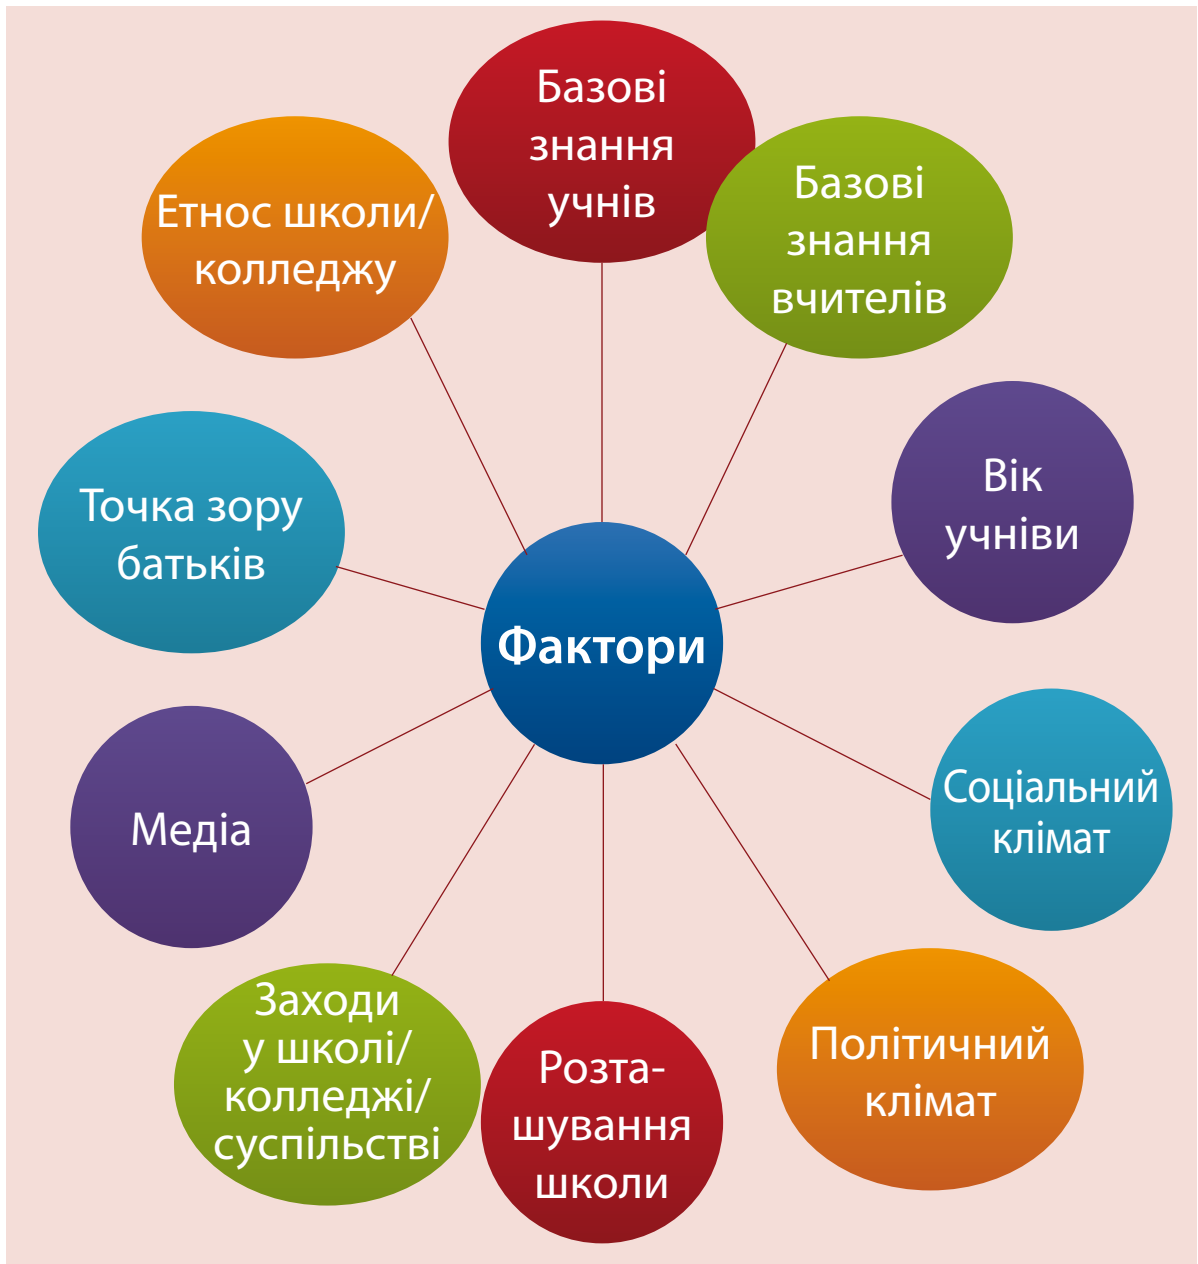 Базові
знання
учнів
Базові
знання
вчителів
Етнос школи/
колледжу
Вік
учніви
Точка зору
батьків
Фактори
Соціальний
клімат
Медіа
Політичний
клімат
Заходи
у школі/
колледжі/
суспільстві
Розта-
шування
школи